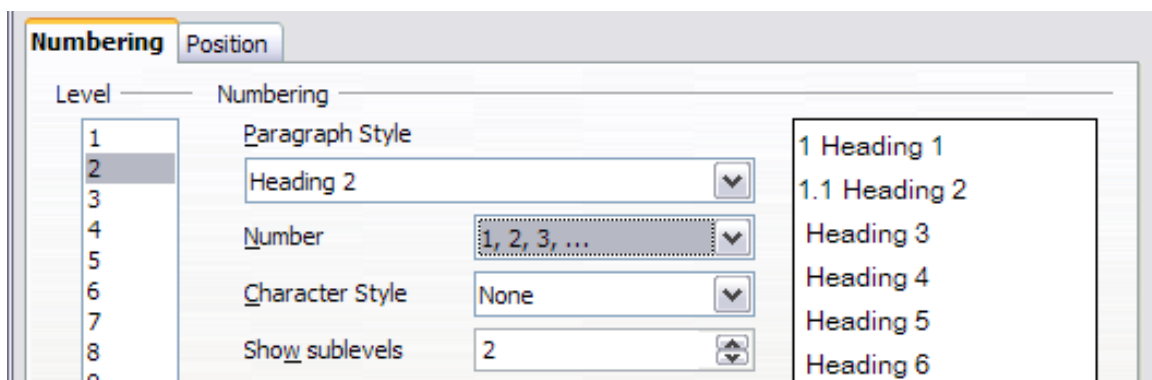 Numbering Position
Level Numbering
1
2
3
4
5
6
7
8
Paragraph Style
Heading 2
Number 1, 2, 3, ...
Character Style None
Show sublevels 2
1 Heading 1
1.1 Heading 2
Heading 3
Heading 4
Heading 5
Heading 6